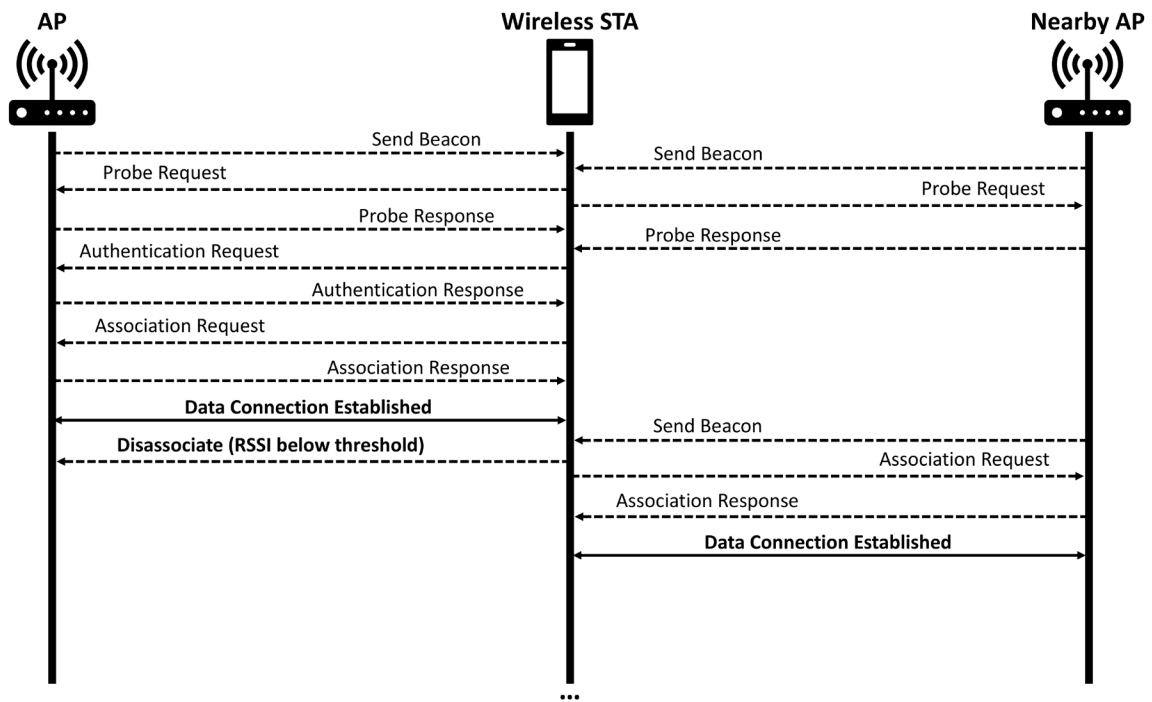 AP
Wireless STA
Nearby AP
Send Beacon
Send Beacon
Probe Request
Probe Request
Probe Response
Probe Response
Authentication Request
Authentication Response
Association Request
Association Response
Data Connection Established
Send Beacon
Disassociate (RSSI below threshold)
Association Request
Association Response
Data Connection Established
...